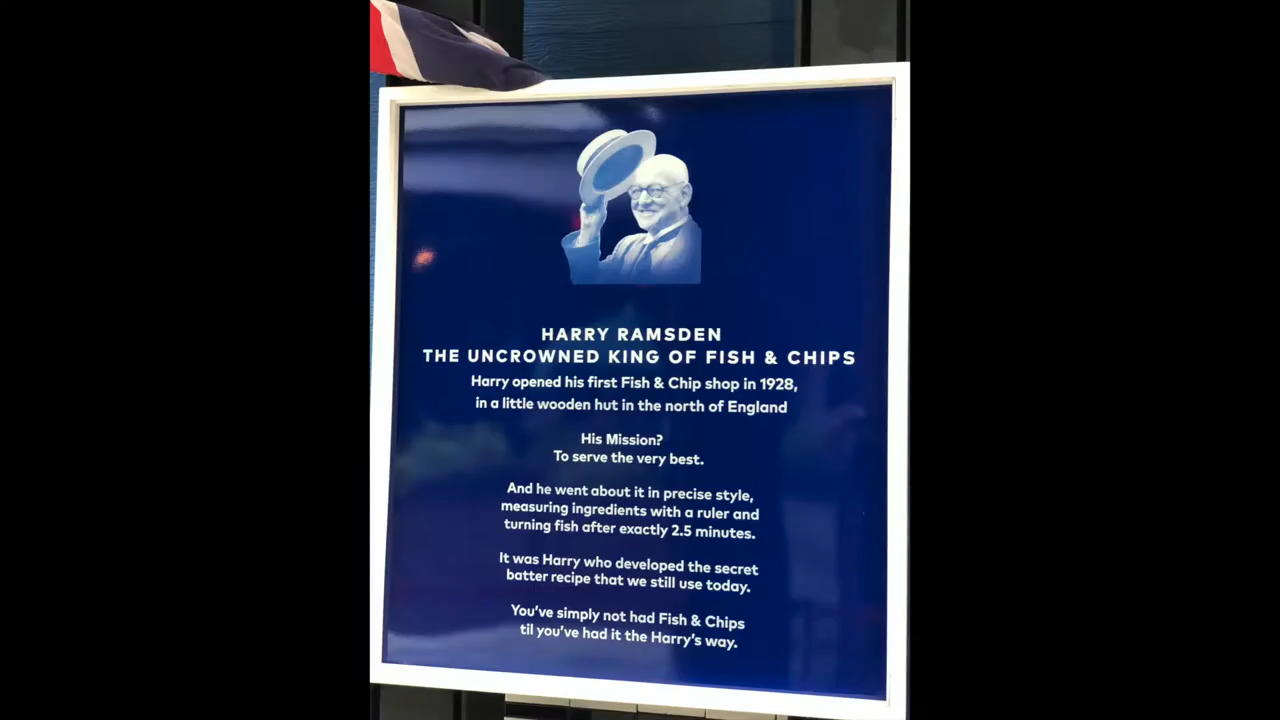 HARRY RAMSDEN
THE UNCROWNED KING OF FISH & CHIPS
Harry opened his first Fish & Chip shop in 1928,
in a little wooden hut in the north of England
His Mission?
To serve the very best.
And he went about it in precise style,
measuring ingredients with a ruler and
turning fish after exactly 2.5 minutes.
It was Harry who developed the secret
batter recipe that we still use today.
You've simply not had Fish & Chips
til you've had it the Harry's way.